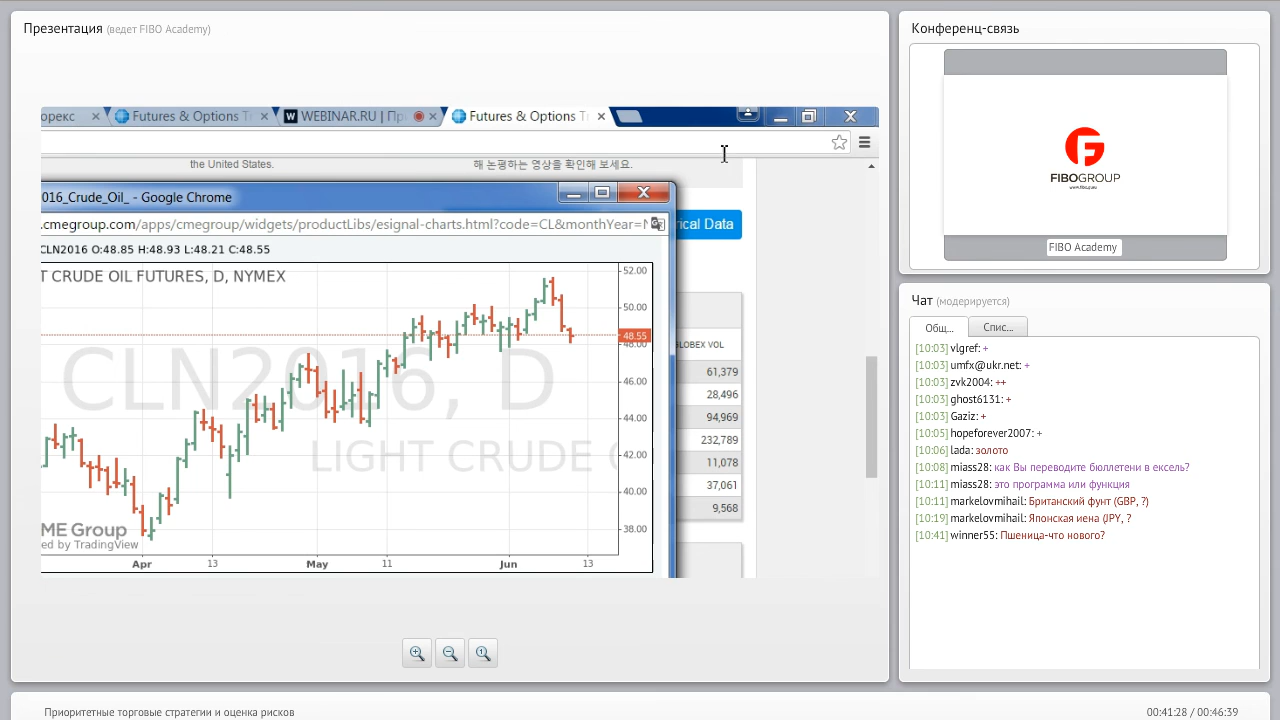 Презентация (ведет FIBO Academy)
орекс
Futures & Options T
WEBINAR.RU | Пр
Futures & Options T
the United States.
해 논평하는 영상을 확인해 보세요.
016_Crude_Oil_ - Google Chrome
.cmegroup.com/apps/cmegroup/widgets/productLibs/esignal-charts.html?code=CL&monthYear=
rical Data
CLN2016 O:48.85 H:48.93 L:48.21 C:48.55
T CRUDE OIL FUTURES, D, NYMEX
CLN2016, D
LIGHT CRUDE
52.00
50.00
48.55
48.00
46.00
44.00
42.00
40.00
38.00
ME Group
ed by TradingView
Apr 13 May 11 Jun 13
GLOBEX VOL
61,379
28,496
94,969
232,789
11,078
37,061
9,568
Конференц-связь
FIBOGROUP
FIBO Academy
Чат (модерируется)
Общ...
Спис...
[10:03] vlgref: +
[10:03] umfx@ukr.net: +
[10:03] zvk2004: ++
[10:03] ghost6131: +
[10:03] Gaziz: +
[10:05] hopeforever2007: +
[10:06] lada: золото
[10:08] miass28: как Вы переводите бюллетени в ексель?
[10:11] miass28: это программа или функция
[10:11] markelovmihail: Британский фунт (GBP, ?)
[10:19] markelovmihail: Японская иена (JPY, ?
[10:41] winner55: Пшеница-что нового?
Приоритетные торговые стратегии и оценка рисков
00:41:28 / 00:46:39